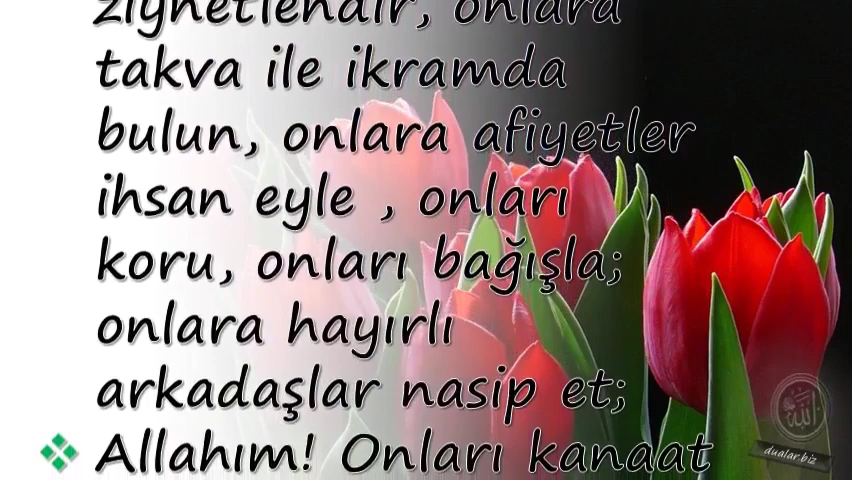 ziynetlendir, onlara
takva ile ikramda
bulun, onlara afiyetler
ihsan eyle , onları
koru, onları bağışla;
onlara hayırlı
arkadaşlar nasip et;
Allahım! Onları kanaat
الله
dualar.biz